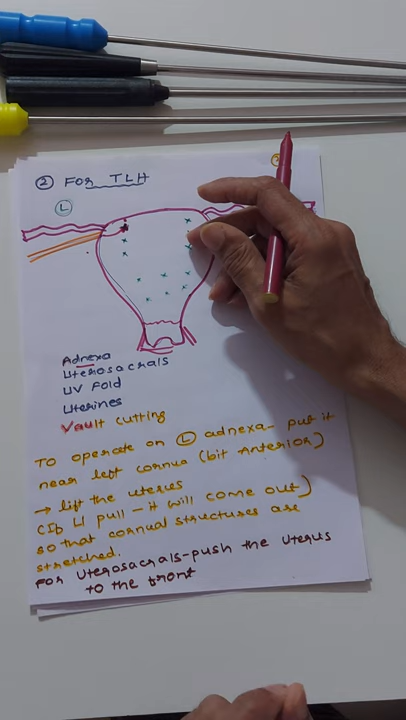 ② FOR TLH
L
Adnexa
Uterosacrals
UV Fold
Uterines
Vault cutting
TO operate on Ⓛ adnexa- put it
near left cornua (bit Anterior)
→ lift the uterus
(Ib u pull - it will come out)
so that cornual structures are
stretched.
For Uterosacrals-push the Uterus
to the front